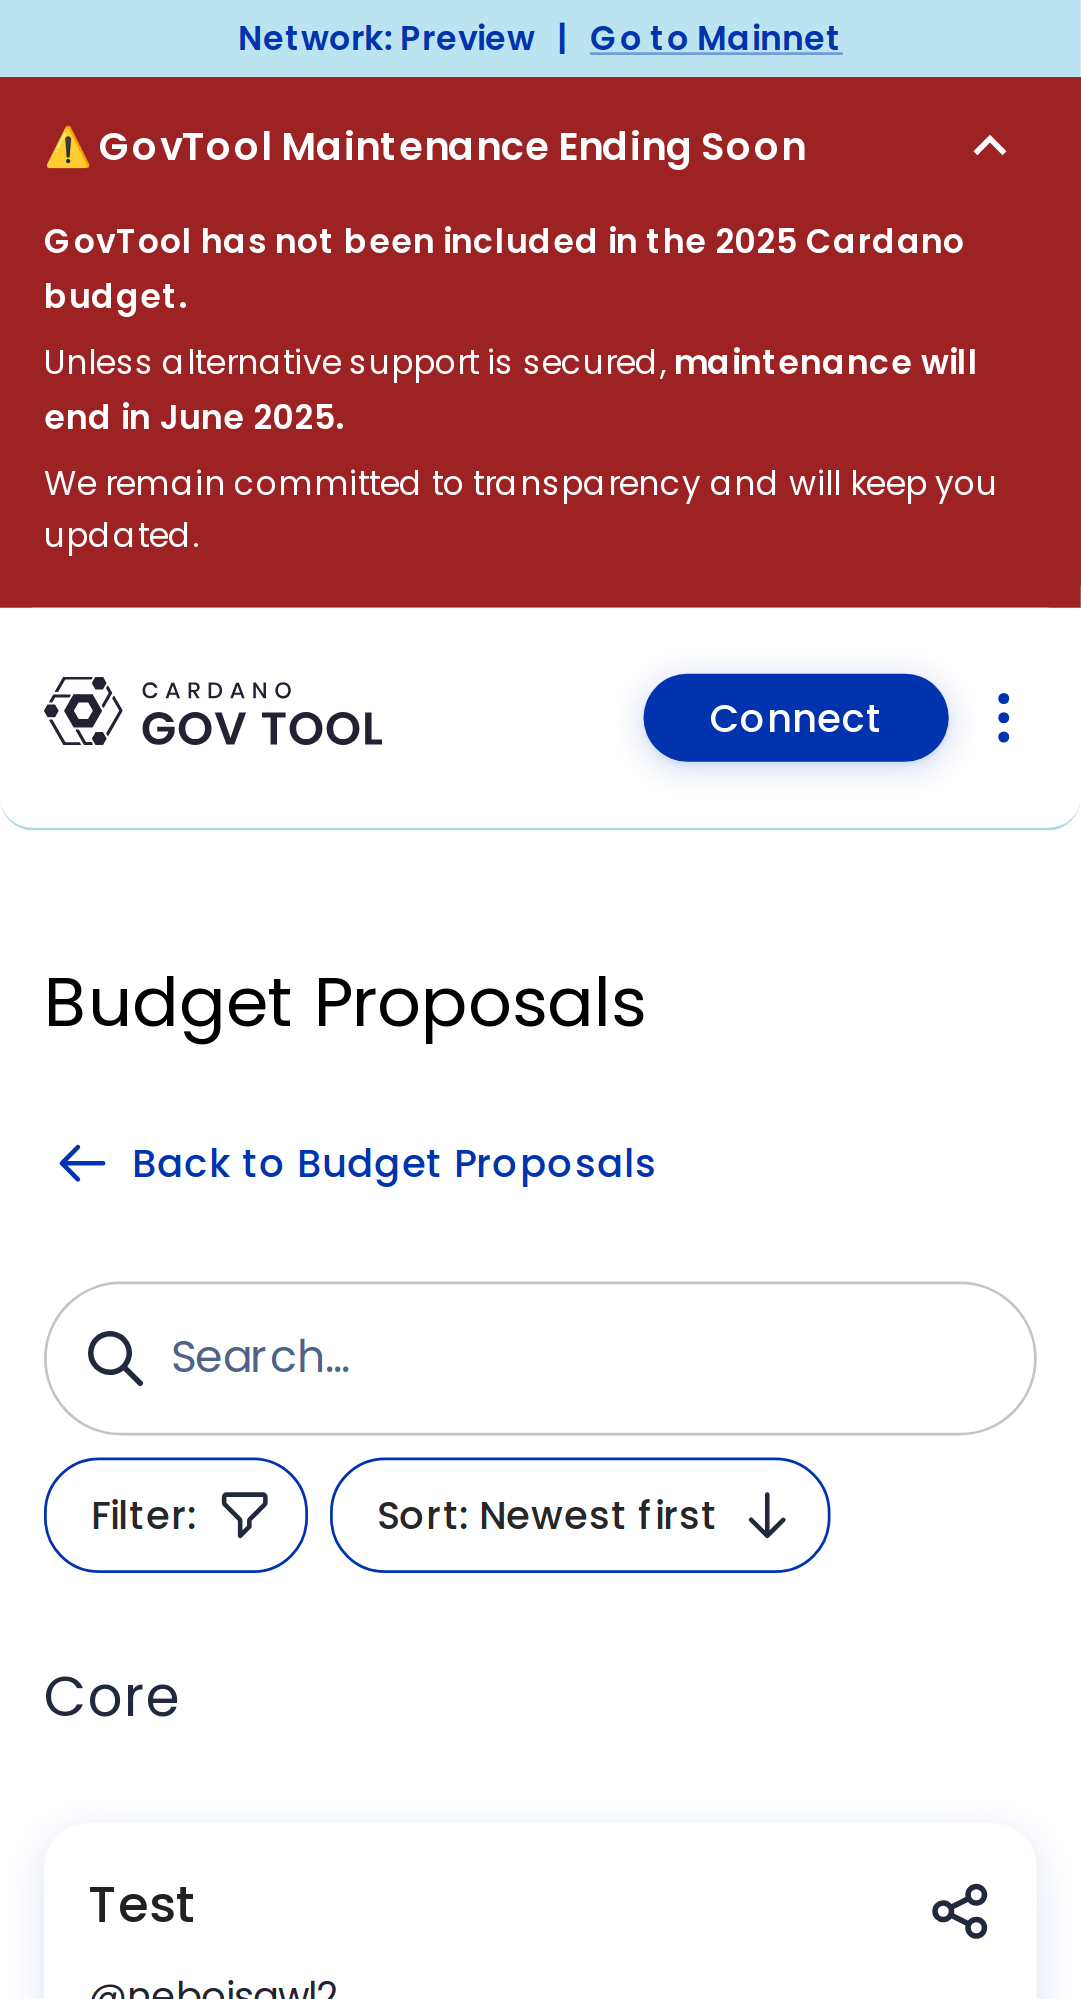 Network: Preview | Go to Mainnet
⚠️ GovTool Maintenance Ending Soon
GovTool has not been included in the 2025 Cardano
budget.
Unless alternative support is secured, maintenance will
end in June 2025.
We remain committed to transparency and will keep you
updated.
CARDANO
GOV TOOL
Connect
Budget Proposals
Back to Budget Proposals
Search...
Filter:
Sort: Newest first
Core
Test
@nebojsawl2